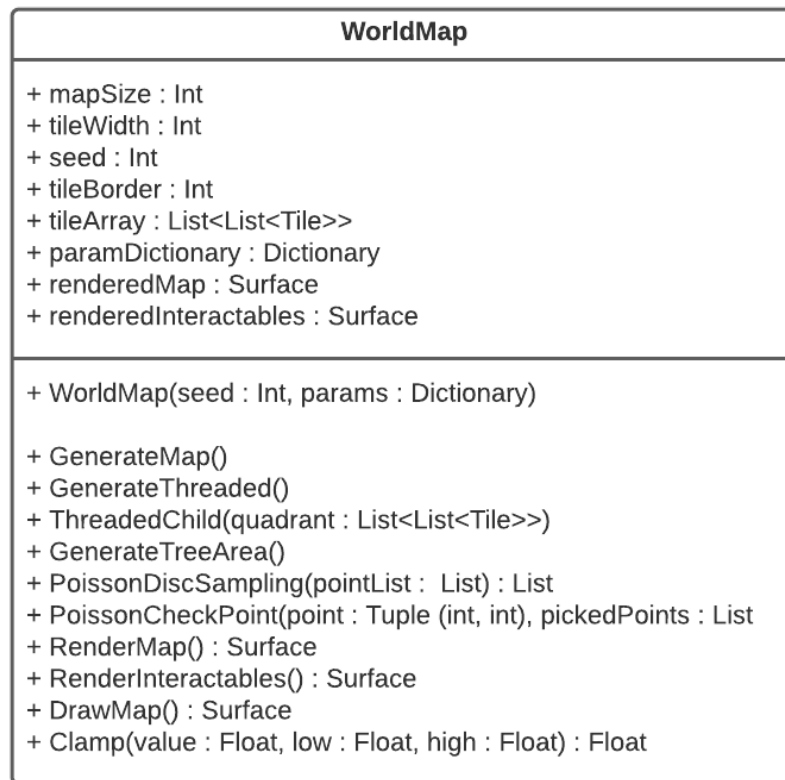 WorldMap
+ mapSize : Int
+ tileWidth : Int
+ seed : Int
+ tileBorder : Int
+ tileArray : List<List<Tile>>
+ paramDictionary : Dictionary
+ renderedMap : Surface
+ renderedInteractables : Surface
+ WorldMap(seed : Int, params : Dictionary)
+ GenerateMap()
+ GenerateThreaded()
+ ThreadedChild(quadrant : List<List<Tile>>)
+ GenerateTreeArea()
+ PoissonDiscSampling(pointList :  List) : List
+ PoissonCheckPoint(point : Tuple (int, int), pickedPoints : List
+ RenderMap() : Surface
+ RenderInteractables() : Surface
+ DrawMap() : Surface
+ Clamp(value : Float, low : Float, high : Float) : Float